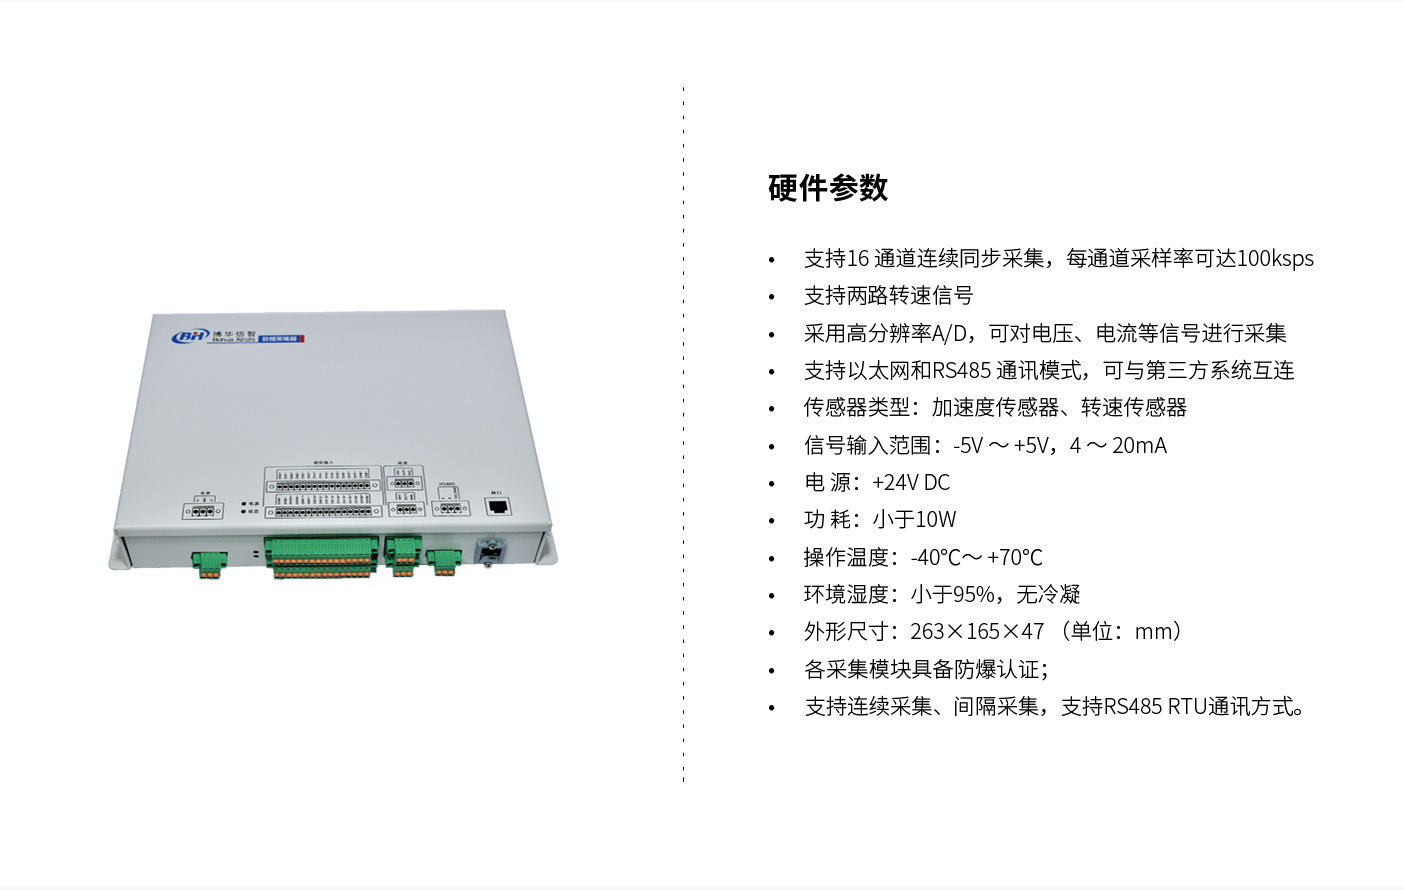 BH 博华信智
Bohua Xinzhi 数据采集器
模拟输入
转速
电源
电源
状态
RS485
网口
硬件参数
• 支持16 通道连续同步采集，每通道采样率可达100ksps
• 支持两路转速信号
• 采用高分辨率A/D，可对电压、电流等信号进行采集
• 支持以太网和RS485 通讯模式，可与第三方系统互连
• 传感器类型：加速度传感器、转速传感器
• 信号输入范围：-5V ～ +5V，4 ～ 20mA
• 电 源：+24V DC
• 功 耗：小于10W
• 操作温度：-40℃～ +70℃
• 环境湿度：小于95%，无冷凝
• 外形尺寸：263×165×47 （单位：mm）
• 各采集模块具备防爆认证；
• 支持连续采集、间隔采集，支持RS485 RTU通讯方式。